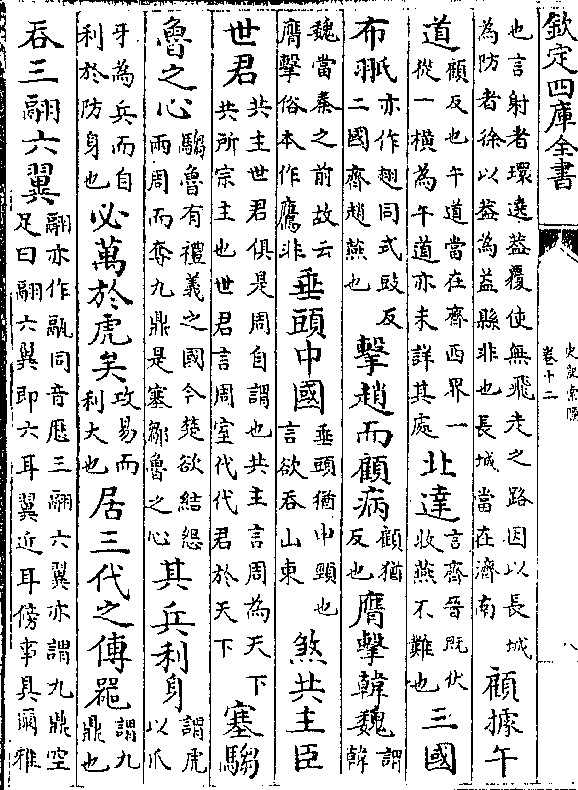 欽定四庫全書
史記索隱
卷十二
也言射者環遶葢覆使無飛走之路因以長城
為防者徐以葢為益縣非也長城當在濟南
顧據午
道
顧反也午道當在齊西界一
從一橫為午道亦未詳其處
北達
言齊晉既伏
收燕不難也
三國
布𦐊
亦作翅同式豉反
二國齊趙燕也
擊趙而顧病
顧猶
反也
膺擊韓魏
謂韓
魏當秦之前故云
膺擊俗本作鷹非
垂頭中國
垂頭猶申頸也
言欲吞山東
煞共主臣
世君
共主世君俱是周自謂也共主言周為天下
共所宗主也世君言周室代代君於天下
塞騶
魯之心
騶魯有禮義之國今楚欲結怨
兩周而奪九鼎是塞鄒魯之心
其兵利身
謂虎
以爪
牙為兵而自
利於防身也
必萬於虎矣
攻易而
利大也
居三代之傳器
謂九
鼎也
吞三翮六翼
翮亦作䰛同音歷三翮六翼亦謂九鼎空
足曰翮六翼即六耳翼近耳傍事具爾雅